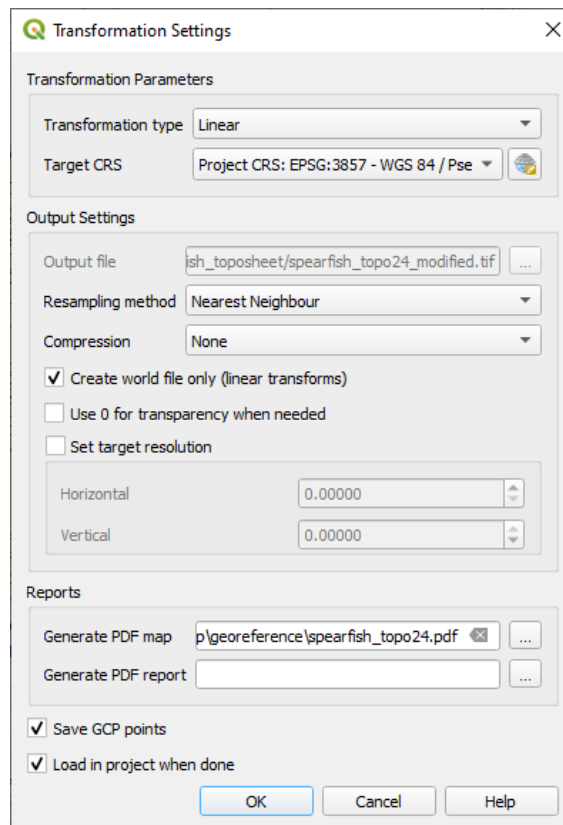 Transformation Settings
Transformation Parameters
Transformation type Linear
Target CRS Project CRS: EPSG:3857 - WGS 84 / Pse
Output Settings
Output file ish_toposheet/spearfish_topo24_modified.tif ...
Resampling method Nearest Neighbour
Compression None
Create world file only (linear transforms)
Use 0 for transparency when needed
Set target resolution
Horizontal 0.00000
Vertical 0.00000
Reports
Generate PDF map p\georeference\spearfish_topo24.pdf ...
Generate PDF report ...
Save GCP points
Load in project when done
OK Cancel Help